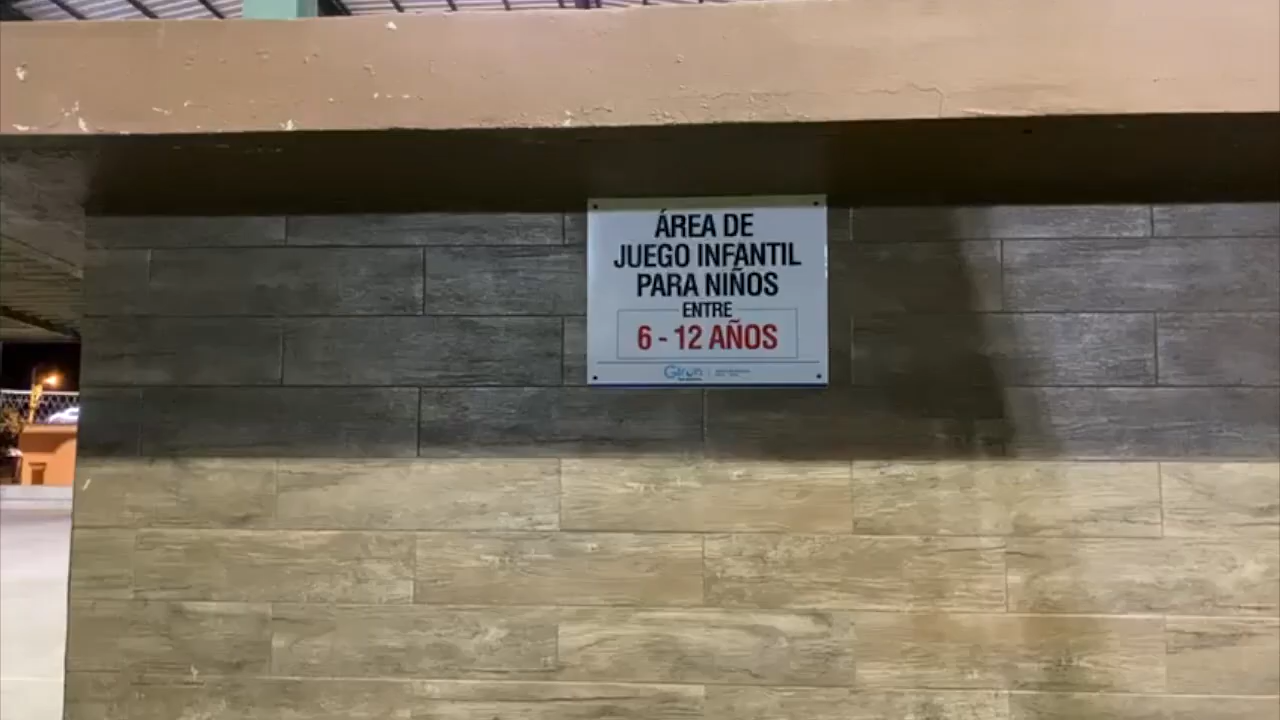 ÁREA DE
JUEGO INFANTIL
PARA NIÑOS
ENTRE
6 - 12 AÑOS
Girón